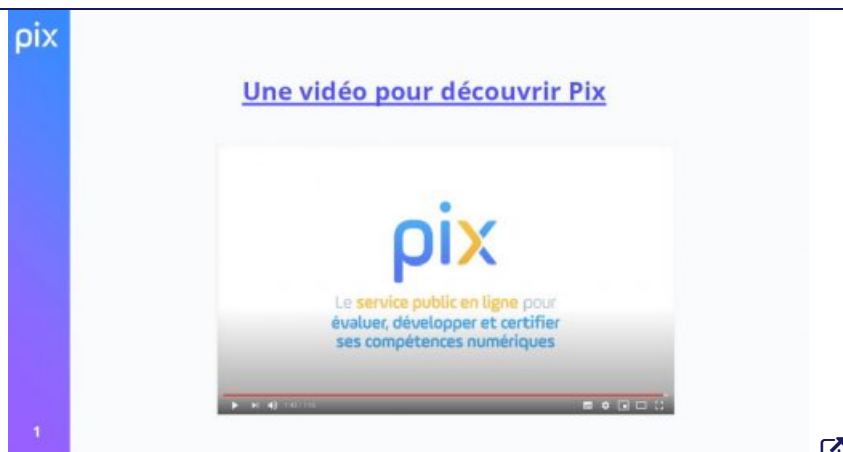 pix
Une vidéo pour découvrir Pix
pix
Le service public en ligne pour
évaluer, développer et certifier
ses compétences numériques
1